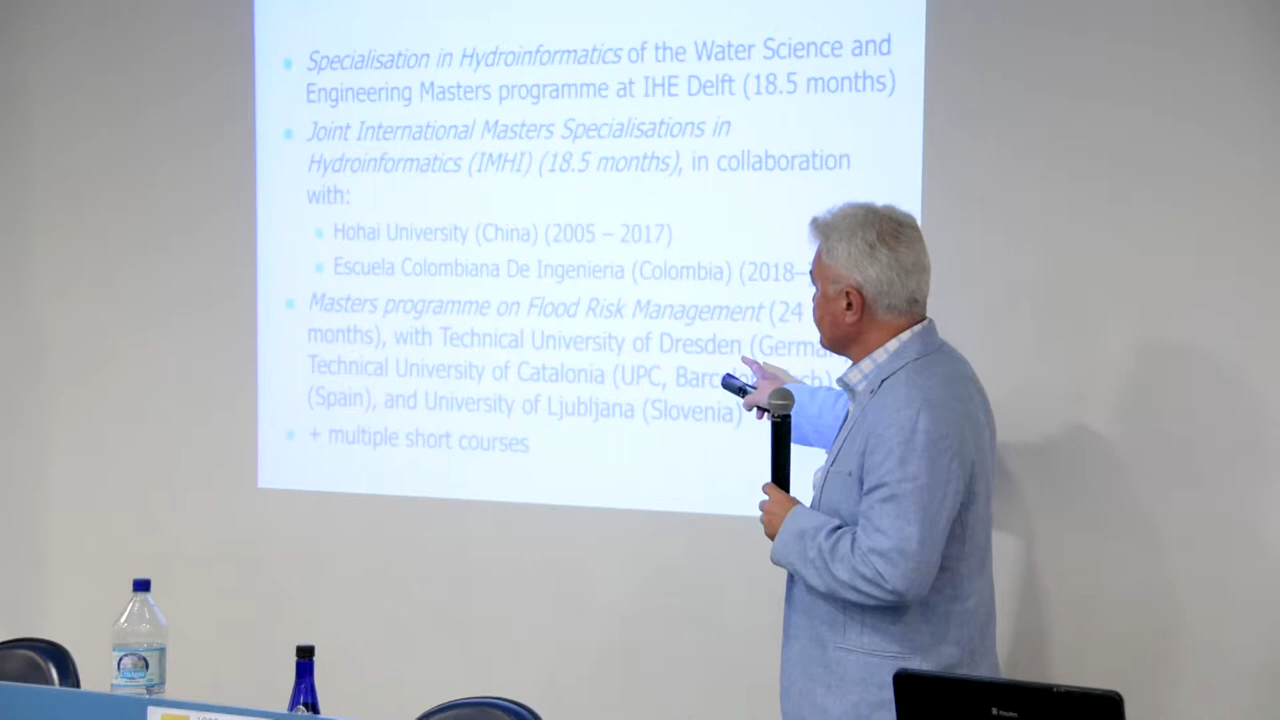 Specialisation in Hydroinformatics of the Water Science and
Engineering Masters programme at IHE Delft (18.5 months)
Joint International Masters Specialisations in
Hydroinformatics (IMHI) (18.5 months), in collaboration
with:
Hohai University (China) (2005 – 2017)
Escuela Colombiana De Ingenieria (Colombia) (2018–
Masters programme on Flood Risk Management (24
months), with Technical University of Dresden (Germa
Technical University of Catalonia (UPC, Barcelon
(Spain), and University of Ljubljana (Slovenia)
+ multiple short courses